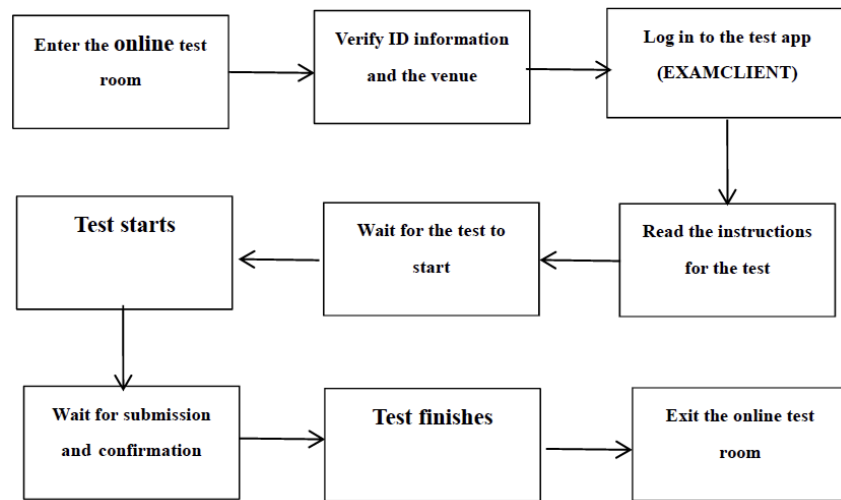 Enter the online test
room
Verify ID information
and the venue
Log in to the test app
(EXAMCLIENT)
Read the instructions
for the test
Wait for the test to
start
Test starts
Wait for submission
and confirmation
Test finishes
Exit the online test
room